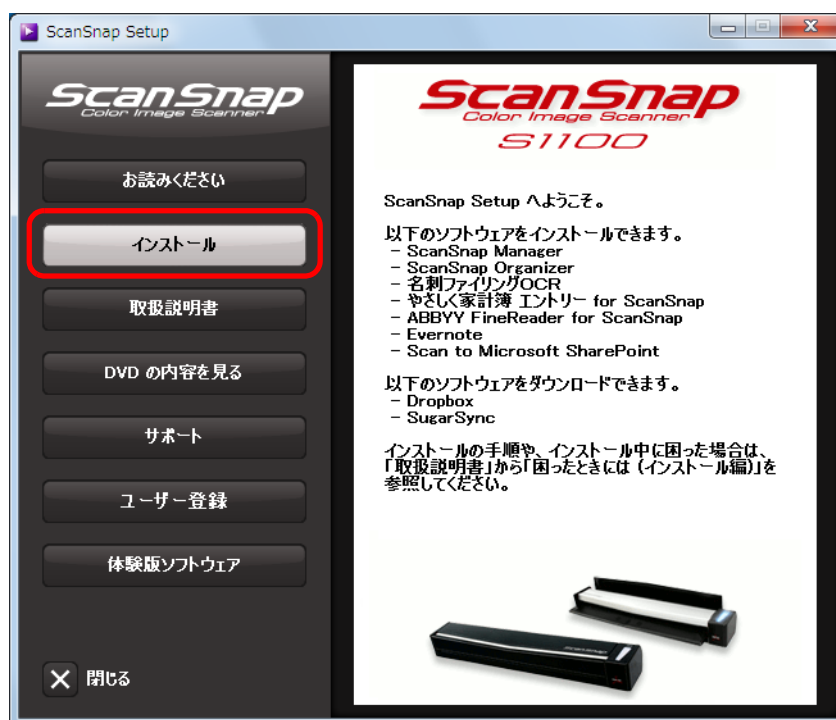 ScanSnap Setup
ScanSnap
Color Image Scanner
お読みください
インストール
取扱説明書
DVD の内容を見る
サポート
ユーザー登録
体験版ソフトウェア
閉じる
ScanSnap
Color Image Scanner
S1100
ScanSnap Setup へようこそ。
以下のソフトウェアをインストールできます。
- ScanSnap Manager
- ScanSnap Organizer
- 名刺ファイリングOCR
- やさしく家計簿 エントリー for ScanSnap
- ABBYY FineReader for ScanSnap
- Evernote
- Scan to Microsoft SharePoint
以下のソフトウェアをダウンロードできます。
- Dropbox
- SugarSync
インストールの手順や、インストール中に困った場合は、
「取扱説明書」から「困ったときには (インストール編)」を
参照してください。